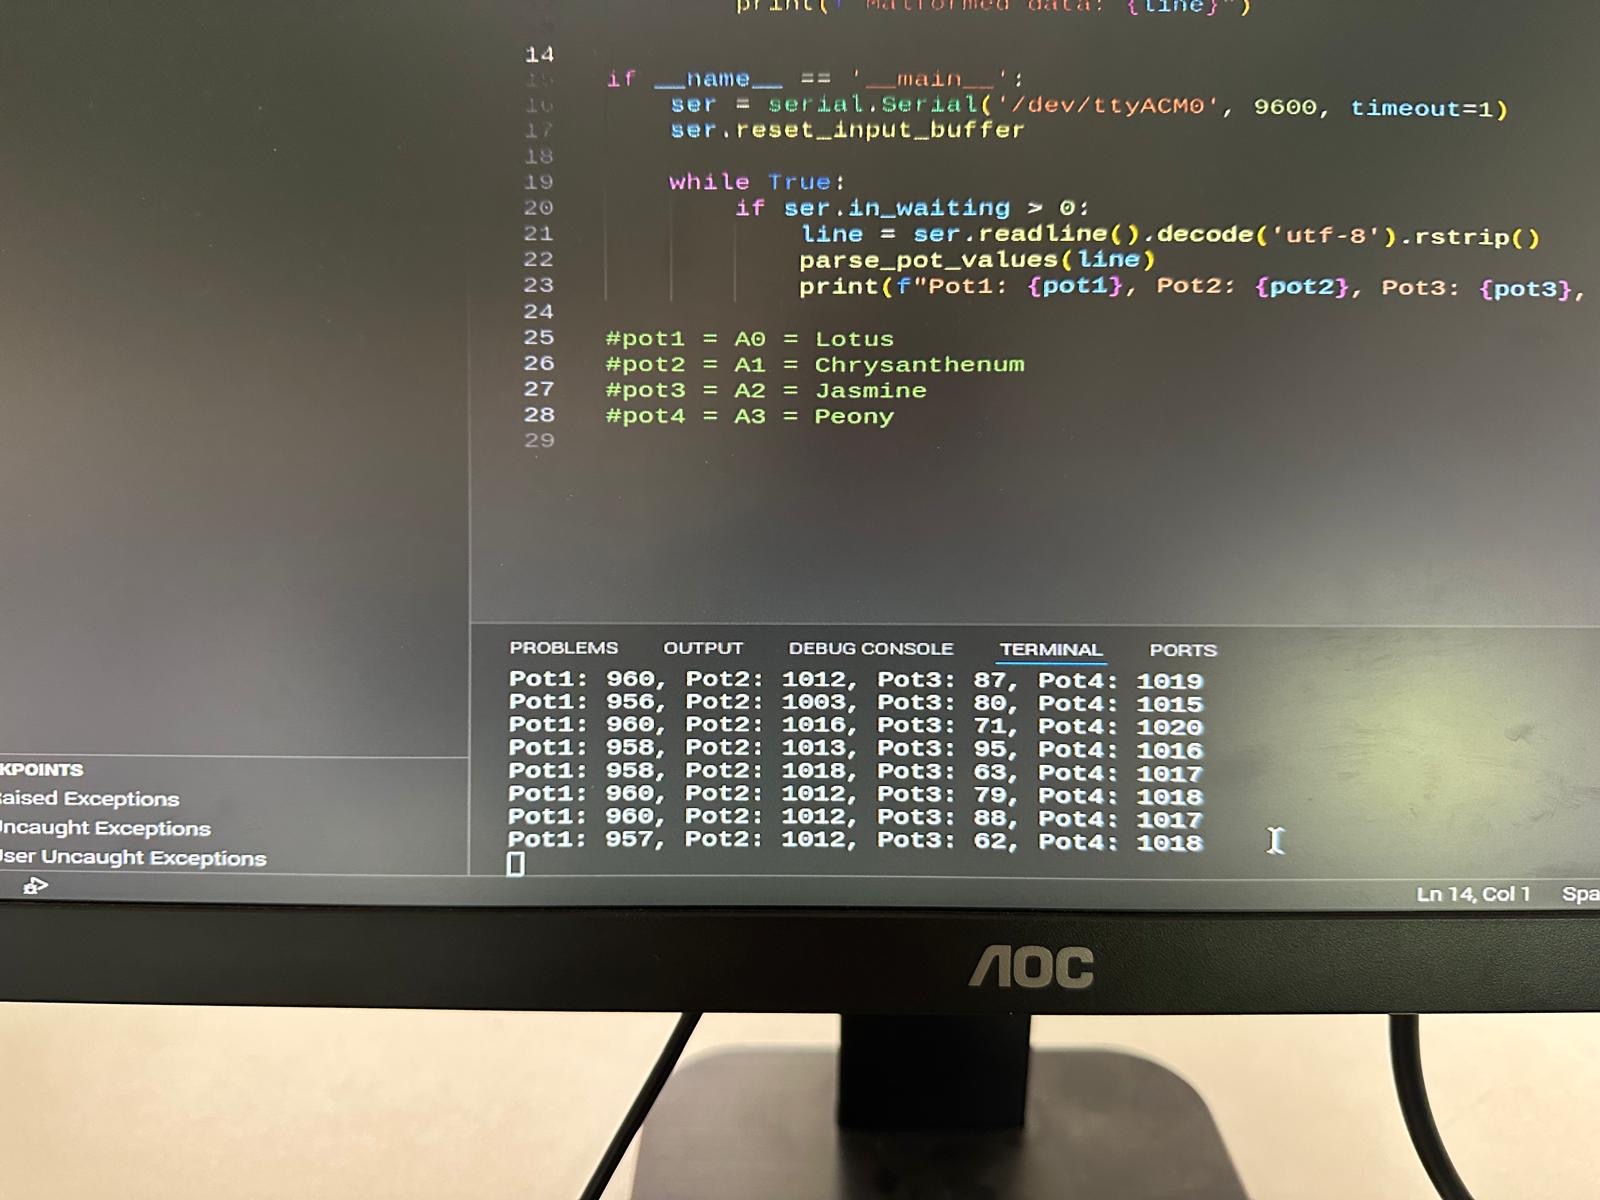 print(f"Malformed data: {line}")
14
15 if __name__ == '__main__':
16 ser = serial.Serial('/dev/ttyACM0', 9600, timeout=1)
17 ser.reset_input_buffer
18
19 while True:
20 if ser.in_waiting > 0:
21 line = ser.readline().decode('utf-8').rstrip()
22 parse_pot_values(line)
23 print(f"Pot1: {pot1}, Pot2: {pot2}, Pot3: {pot3},
24
25 #pot1 = A0 = Lotus
26 #pot2 = A1 = Chrysanthenum
27 #pot3 = A2 = Jasmine
28 #pot4 = A3 = Peony
29
PROBLEMS OUTPUT DEBUG CONSOLE TERMINAL PORTS
Pot1: 960, Pot2: 1012, Pot3: 87, Pot4: 1019
Pot1: 956, Pot2: 1003, Pot3: 80, Pot4: 1015
Pot1: 960, Pot2: 1016, Pot3: 71, Pot4: 1020
Pot1: 958, Pot2: 1013, Pot3: 95, Pot4: 1016
Pot1: 958, Pot2: 1018, Pot3: 63, Pot4: 1017
Pot1: 960, Pot2: 1012, Pot3: 79, Pot4: 1018
Pot1: 960, Pot2: 1012, Pot3: 88, Pot4: 1017
Pot1: 957, Pot2: 1012, Pot3: 62, Pot4: 1018
KPOINTS
aised Exceptions
Uncaught Exceptions
User Uncaught Exceptions
Ln 14, Col 1 Spa
AOC